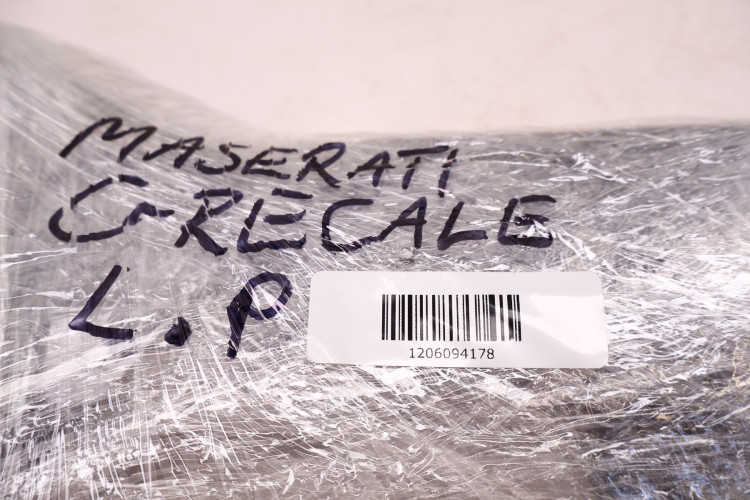 MASERATI
GRECALE
L.P
1206094178